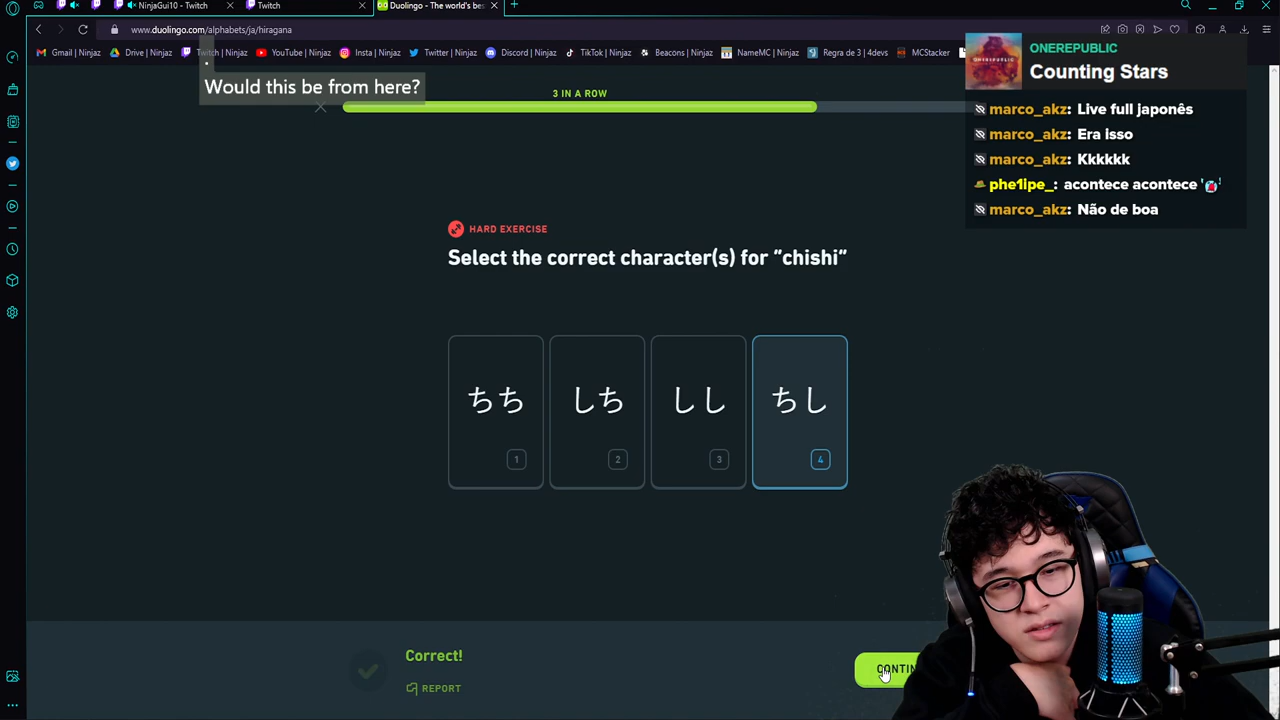 NinjaGui10 - Twitch
Twitch
Duolingo - The world's bes
www.duolingo.com/alphabets/ja/hiragana
Gmail | Ninjaz
Drive | Ninjaz
Twitch | Ninjaz
YouTube | Ninjaz
Insta | Ninjaz
Twitter | Ninjaz
Discord | Ninjaz
TikTok | Ninjaz
Beacons | Ninjaz
NameMC | Ninjaz
Regra de 3 | 4devs
MCStacker
.
Would this be from here?
3 IN A ROW
ONEREPUBLIC
Counting Stars
marco_akz: Live full japonês
marco_akz: Era isso
marco_akz: Kkkkkk
phe1lpe_: acontece acontece
marco_akz: Não de boa
HARD EXERCISE
Select the correct character(s) for "chishi"
ちち
しち
しし
ちし
1
2
3
4
Correct!
REPORT
CONTIN